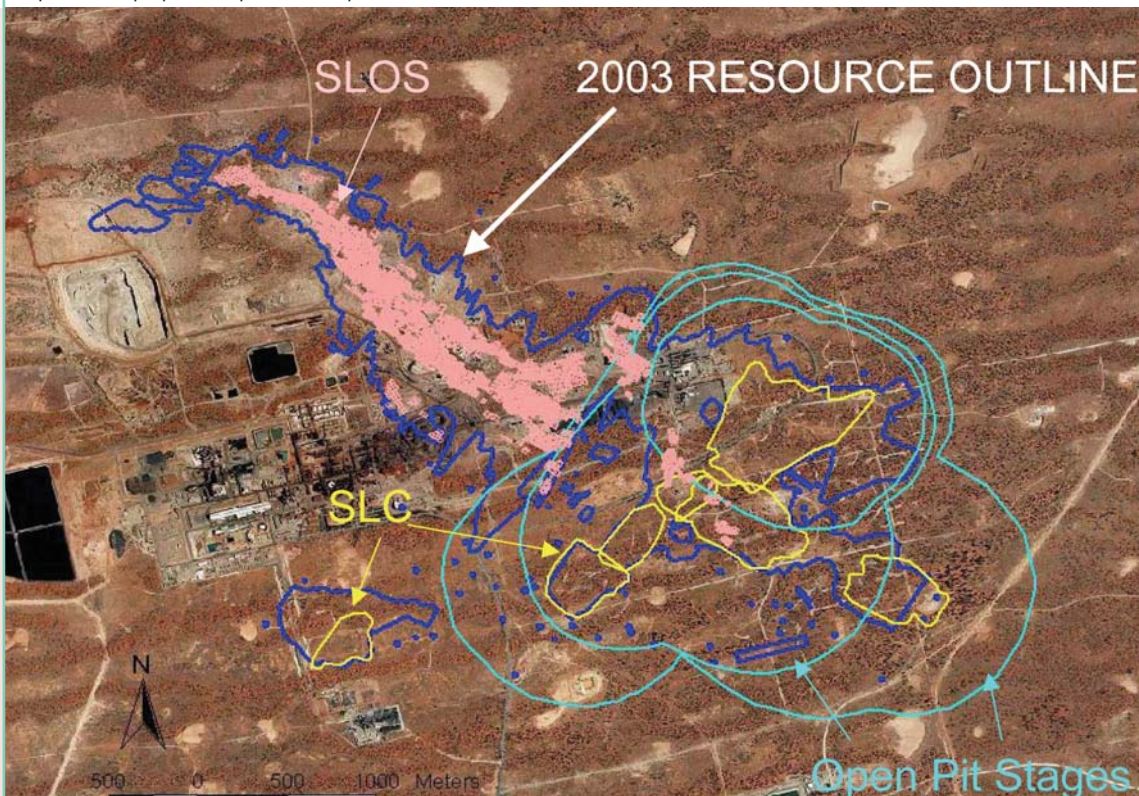 SLOS
2003 RESOURCE OUTLINE
SLC
N
500 0 500 1000 Meters
Open Pit Stages